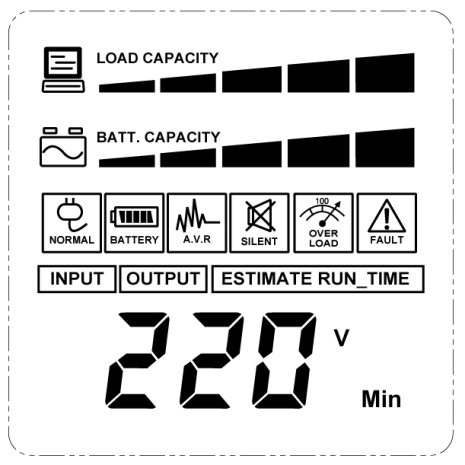 LOAD CAPACITY
BATT. CAPACITY
NORMAL
BATTERY
A.V.R
SILENT
100
OVER
LOAD
FAULT
INPUT OUTPUT ESTIMATE RUN_TIME
220 V
Min